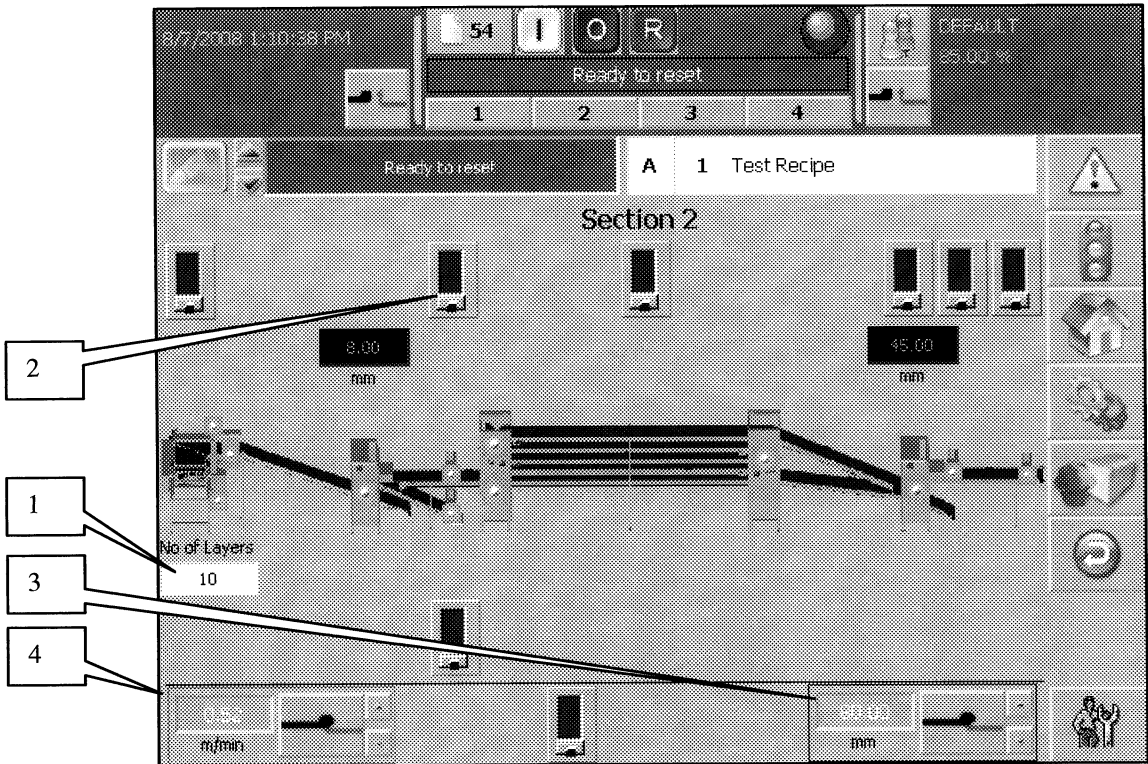 8/7/2008 1:10:38 PM
54 I O R
DEFAULT
Ready to reset
1 2 3 4
Ready to reset
A 1 Test Recipe
Section 2
2
8.00
mm
45.00
mm
1
No of Layers
10
3
4
m/min
mm